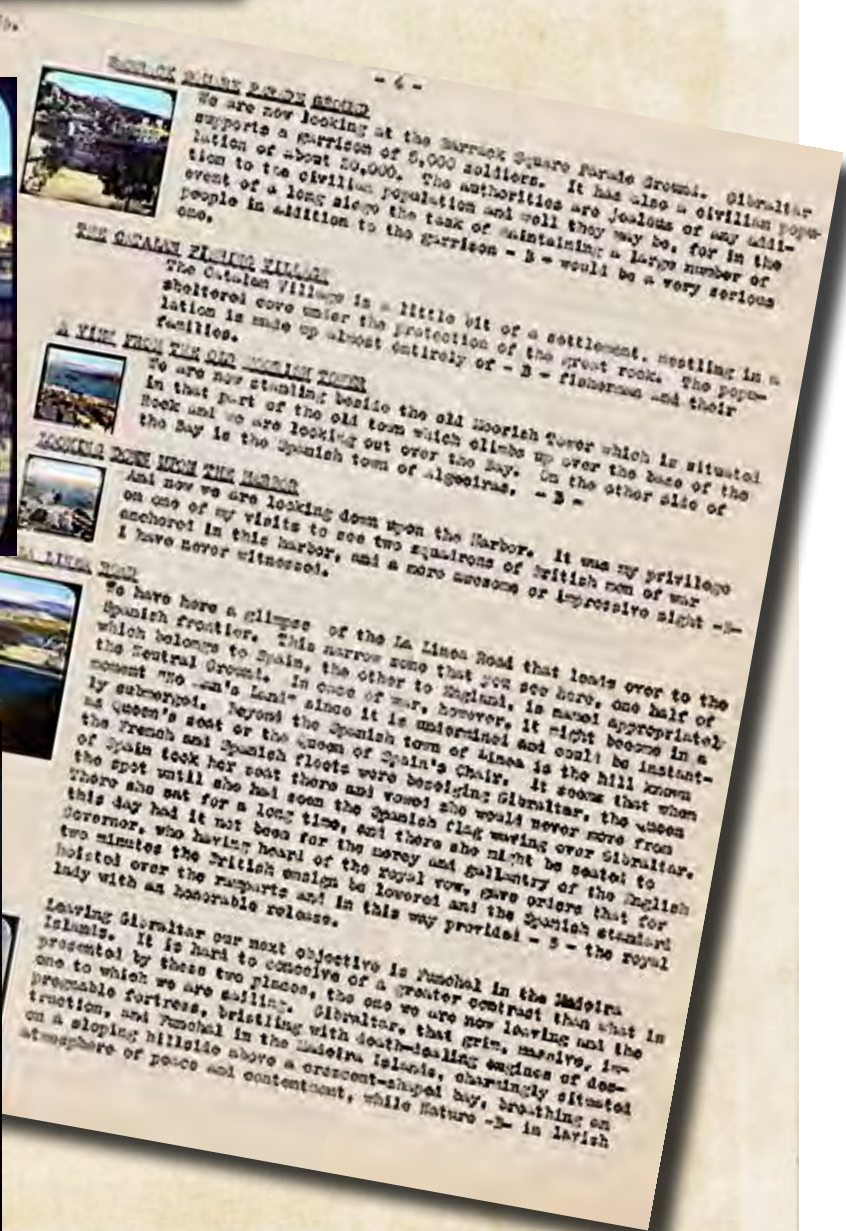 - 4 -
BARRACK SQUARE PARADE GROUND
We are now looking at the Barrack Square Parade Ground. Gibraltar
supports a garrison of 5,000 soldiers. It has also a civilian popu-
lation of about 20,000. The authorities are jealous of any addi-
tion to the civilian population and well they may be, for in the
event of a long siege the task of maintaining a large number of
people in addition to the garrison - B - would be a very serious
one.
THE CATALAN FISHING VILLAGE
The Catalan Village is a little bit of a settlement, nestling in a
sheltered cove under the protection of the great rock. The popu-
lation is made up almost entirely of - B - fishermen and their
families.
A VIEW FROM THE OLD MOORISH TOWER
We are now standing beside the old Moorish Tower which is situated
in that part of the old town which climbs up over the base of the
Rock and we are looking out over the Bay. On the other side of
the Bay is the Spanish town of Algeciras. - B -
LOOKING DOWN UPON THE HARBOR
And now we are looking down upon the Harbor. It was my privilege
on one of my visits to see two squadrons of British men of war
anchored in this harbor, and a more awesome or impressive sight -B-
I have never witnessed.
LA LINEA ROAD
We have here a glimpse of the La Linea Road that leads over to the
Spanish frontier. This narrow zone that you see here, one half of
which belongs to Spain, the other to England, is named appropriately
the Neutral Ground. In case of war, however, it might become in a
moment "No Man's Land" since it is undermined and could be instant-
ly submerged. Beyond the Spanish town of Linea is the hill known
as Queen's seat or the Queen of Spain's Chair. It seems that when
the French and Spanish fleets were beseiging Gibraltar, the Queen
of Spain took her seat there and vowed she would never move from
the spot until she had seen the Spanish flag waving over Gibraltar.
There she sat for a long time, and there she might be seated to
this day had it not been for the mercy and gallantry of the English
Governor, who having heard of the royal vow, gave orders that for
two minutes the British ensign be lowered and the Spanish standard
hoisted over the ramparts and in this way provided - B - the royal
lady with an honorable release.
Leaving Gibraltar our next objective is Funchal in the Madeira
Islands. It is hard to conceive of a greater contrast than what is
presented by these two places, the one we are now leaving and the
one to which we are sailing. Gibraltar, that grim, massive, im-
pregnable fortress, bristling with death-dealing engines of des-
truction, and Funchal in the Madeira Islands, charmingly situated
on a sloping hillside above a crescent-shaped bay, breathing an
atmosphere of peace and contentment, while Nature -B- in lavish